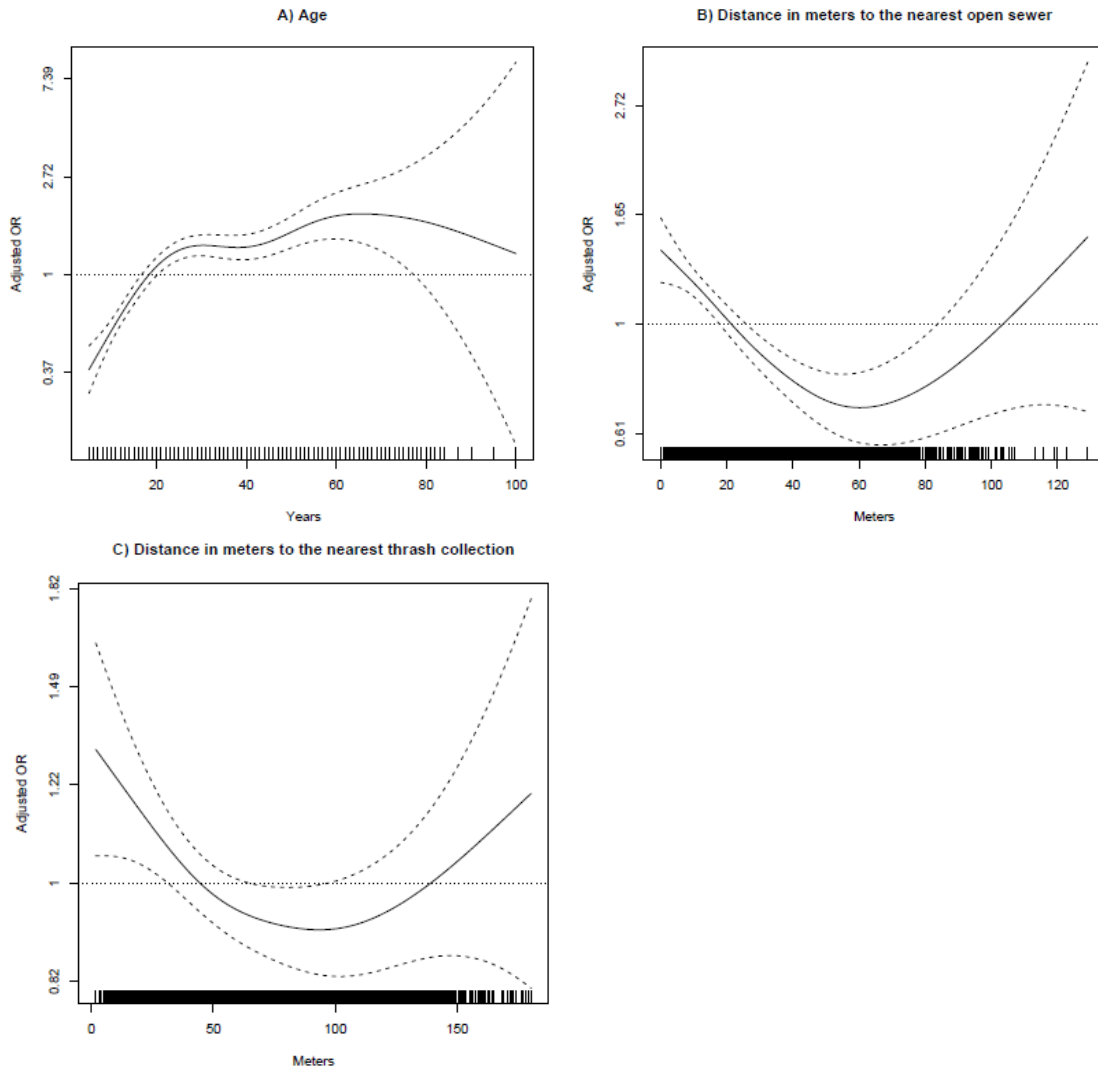 A) Age
7.39
2.72
1
0.37
Adjusted OR
20 40 60 80 100
Years
B) Distance in meters to the nearest open sewer
2.72
1.65
1
0.61
Adjusted OR
0 20 40 60 80 100 120
Meters
C) Distance in meters to the nearest thrash collection
1.82
1.49
1.22
1
0.82
Adjusted OR
0 50 100 150
Meters